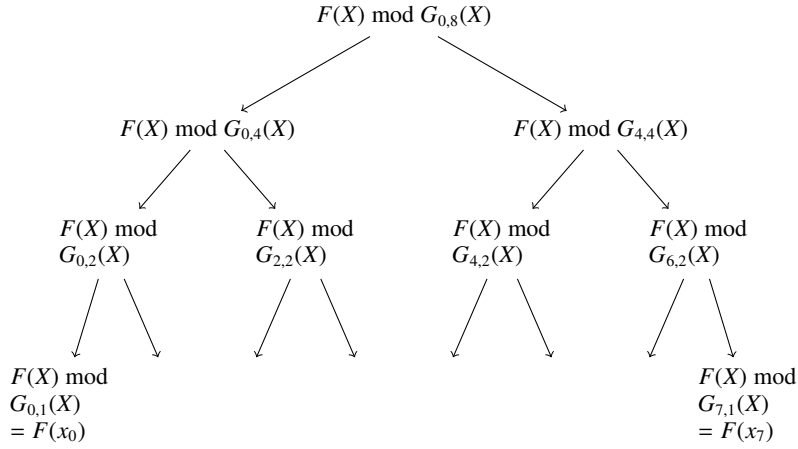 F(X) mod G₀,₈(X)
F(X) mod G₀,₄(X)
F(X) mod G₄,₄(X)
F(X) mod
G₀,₂(X)
F(X) mod
G₂,₂(X)
F(X) mod
G₄,₂(X)
F(X) mod
G₆,₂(X)
F(X) mod
G₀,₁(X)
= F(x₀)
F(X) mod
G₇,₁(X)
= F(x₇)